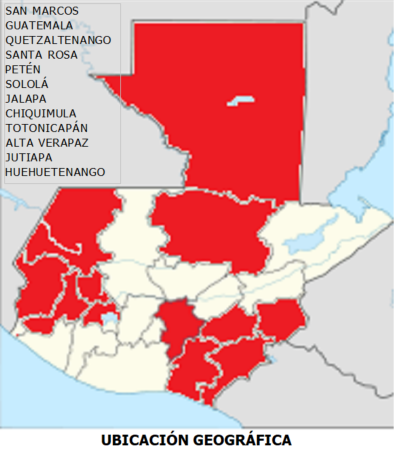 SAN MARCOS
GUATEMALA
QUETZALTENANGO
SANTA ROSA
PETÉN
SOLOLÁ
JALAPA
CHIQUIMULA
TOTONICAPÁN
ALTA VERAPAZ
JUTIAPA
HUEHUETENANGO
UBICACIÓN GEOGRÁFICA